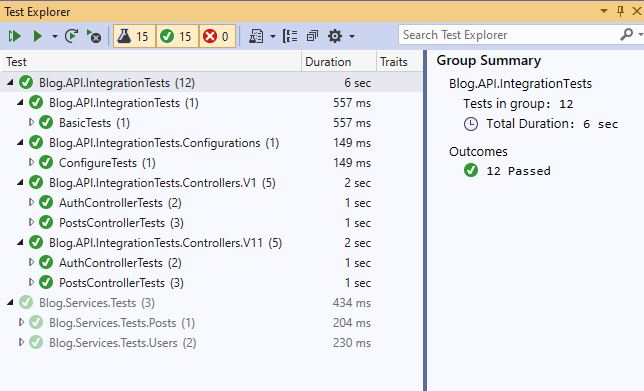 Test Explorer
15 15 0 Search Test Explorer
Test Duration Traits
Blog.API.IntegrationTests (12) 6 sec
Blog.API.IntegrationTests (1) 557 ms
BasicTests (1) 557 ms
Blog.API.IntegrationTests.Configurations (1) 149 ms
ConfigureTests (1) 149 ms
Blog.API.IntegrationTests.Controllers.V1 (5) 2 sec
AuthControllerTests (2) 1 sec
PostsControllerTests (3) 1 sec
Blog.API.IntegrationTests.Controllers.V11 (5) 2 sec
AuthControllerTests (2) 1 sec
PostsControllerTests (3) 1 sec
Blog.Services.Tests (3) 434 ms
Blog.Services.Tests.Posts (1) 204 ms
Blog.Services.Tests.Users (2) 230 ms
Group Summary
Blog.API.IntegrationTests
Tests in group: 12
Total Duration: 6 sec
Outcomes
12 Passed